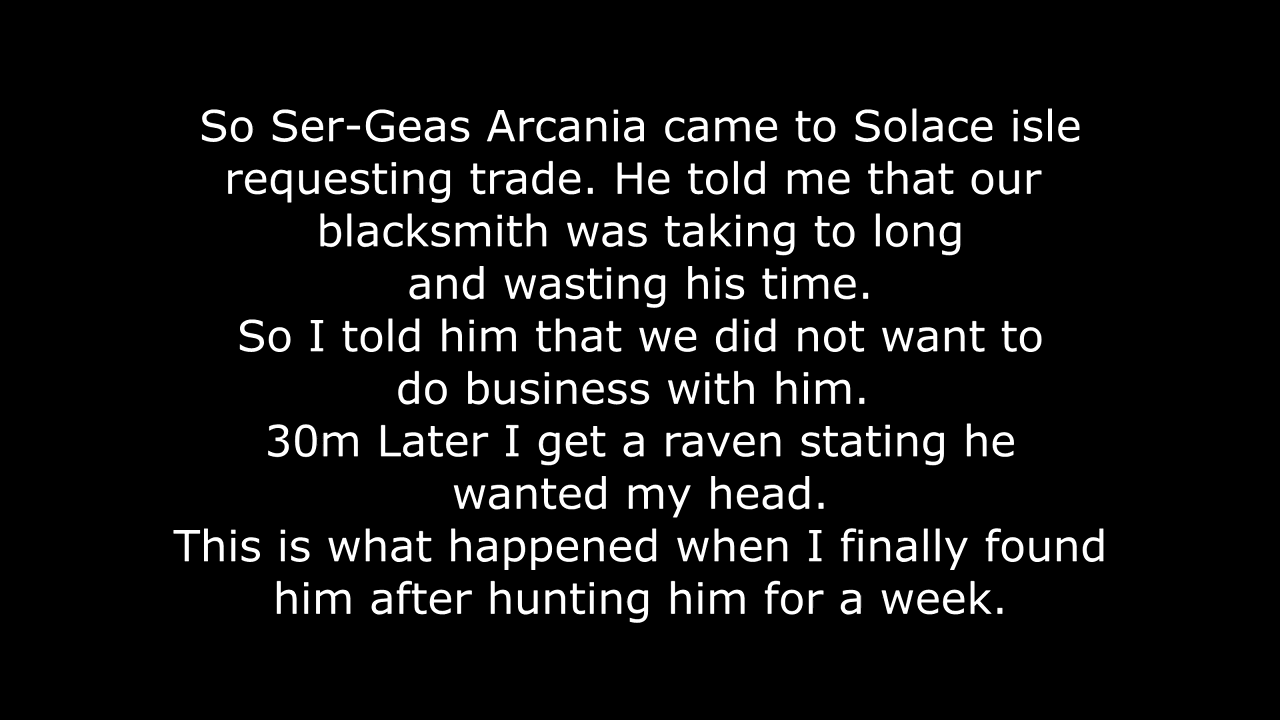 So Ser-Geas Arcania came to Solace isle
requesting trade. He told me that our
blacksmith was taking to long
and wasting his time.
So I told him that we did not want to
do business with him.
30m Later I get a raven stating he
wanted my head.
This is what happened when I finally found
him after hunting him for a week.